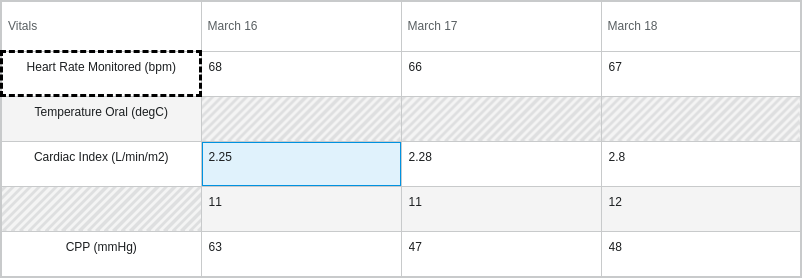 Vitals March 16 March 17 March 18
Heart Rate Monitored (bpm) 68 66 67
Temperature Oral (degC)
Cardiac Index (L/min/m2) 2.25 2.28 2.8
11 11 12
CPP (mmHg) 63 47 48